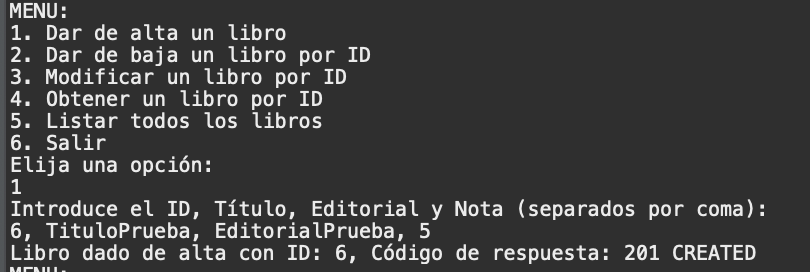 MENU:
1. Dar de alta un libro
2. Dar de baja un libro por ID
3. Modificar un libro por ID
4. Obtener un libro por ID
5. Listar todos los libros
6. Salir
Elija una opción:
1
Introduce el ID, Título, Editorial y Nota (separados por coma):
6, TituloPrueba, EditorialPrueba, 5
Libro dado de alta con ID: 6, Código de respuesta: 201 CREATED
MENU: